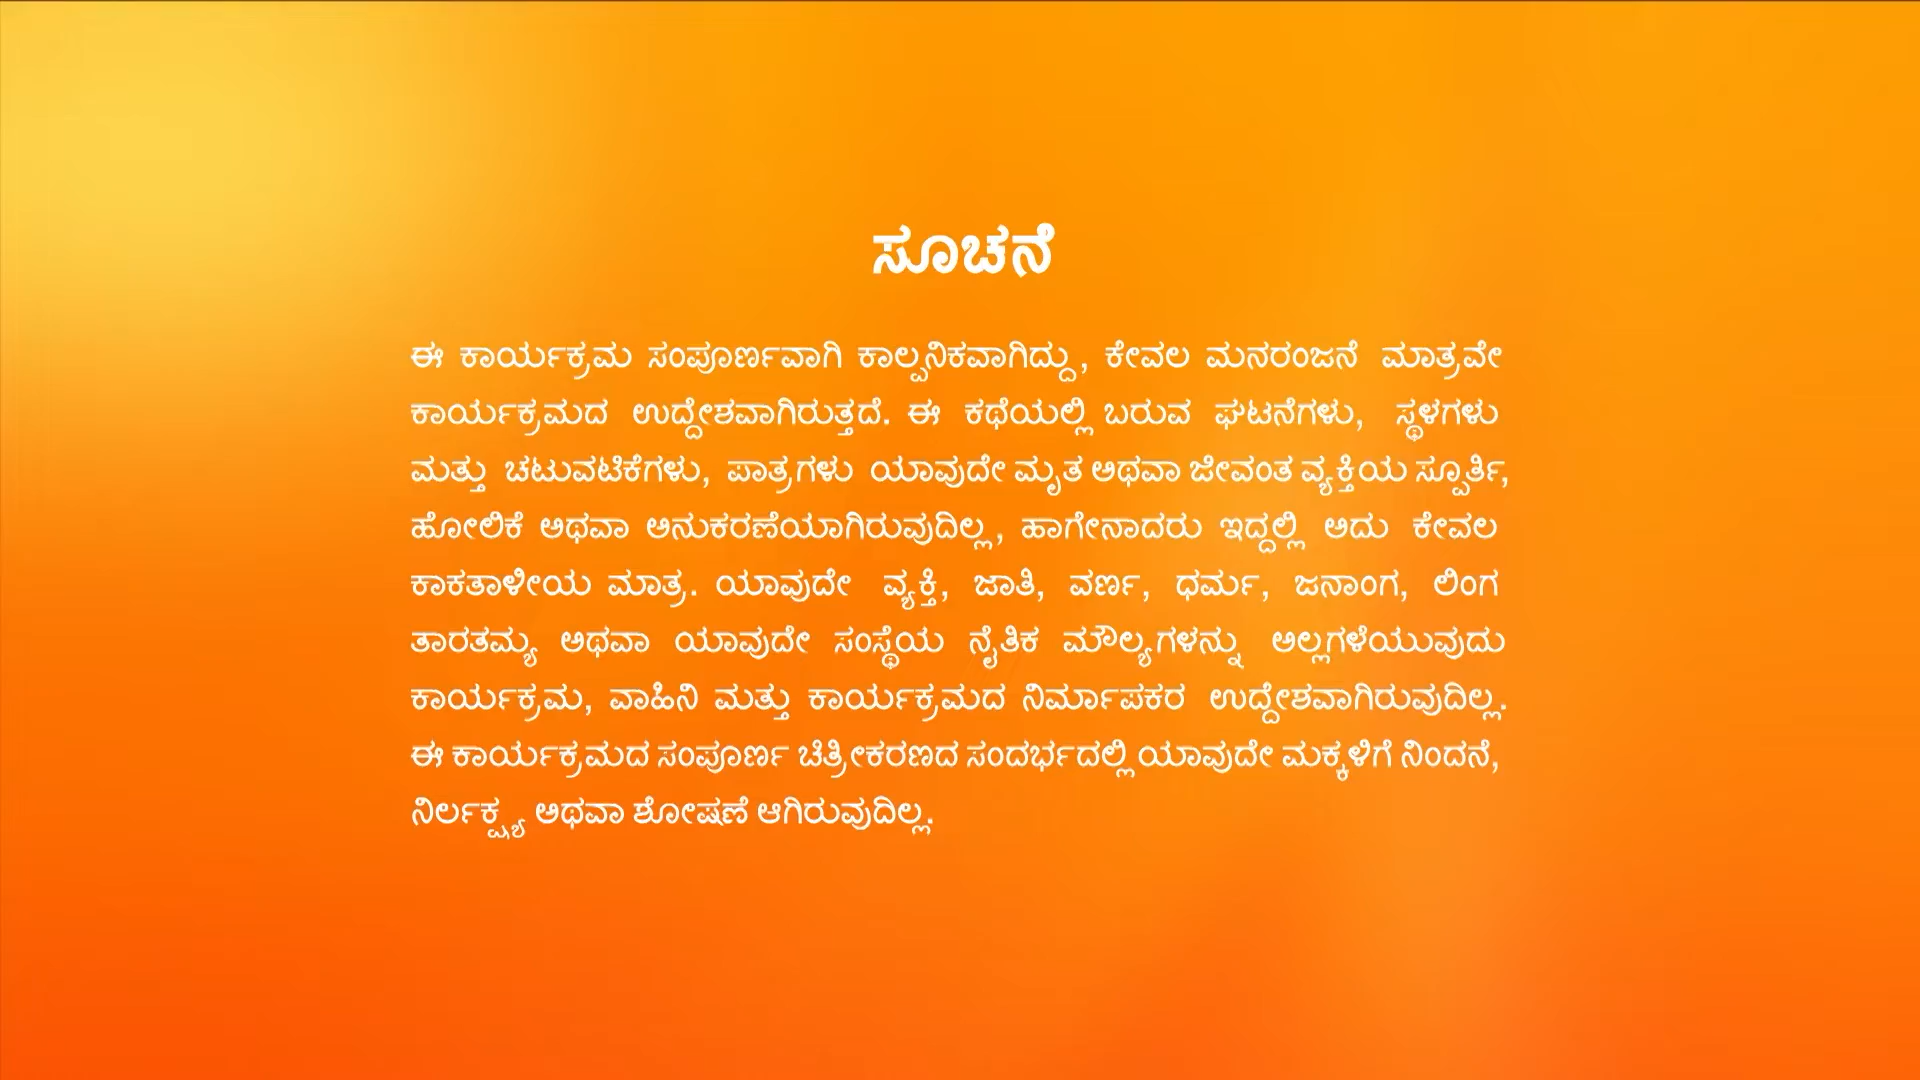 ಸೂಚನೆ
ಈ ಕಾರ್ಯಕ್ರಮ ಸಂಪೂರ್ಣವಾಗಿ ಕಾಲ್ಪನಿಕವಾಗಿದ್ದು, ಕೇವಲ ಮನರಂಜನೆ ಮಾತ್ರವೇ
ಕಾರ್ಯಕ್ರಮದ ಉದ್ದೇಶವಾಗಿರುತ್ತದೆ. ಈ ಕಥೆಯಲ್ಲಿ ಬರುವ ಘಟನೆಗಳು, ಸ್ಥಳಗಳು
ಮತ್ತು ಚಟುವಟಿಕೆಗಳು, ಪಾತ್ರಗಳು ಯಾವುದೇ ಮೃತ ಅಥವಾ ಜೀವಂತ ವ್ಯಕ್ತಿಯ ಸ್ಪೂರ್ತಿ,
ಹೋಲಿಕೆ ಅಥವಾ ಅನುಕರಣೆಯಾಗಿರುವುದಿಲ್ಲ, ಹಾಗೇನಾದರು ಇದ್ದಲ್ಲಿ ಅದು ಕೇವಲ
ಕಾಕತಾಳೀಯ ಮಾತ್ರ. ಯಾವುದೇ ವ್ಯಕ್ತಿ, ಜಾತಿ, ವರ್ಣ, ಧರ್ಮ, ಜನಾಂಗ, ಲಿಂಗ
ತಾರತಮ್ಯ ಅಥವಾ ಯಾವುದೇ ಸಂಸ್ಥೆಯ ನೈತಿಕ ಮೌಲ್ಯಗಳನ್ನು ಅಲ್ಲಗಳೆಯುವುದು
ಕಾರ್ಯಕ್ರಮ, ವಾಹಿನಿ ಮತ್ತು ಕಾರ್ಯಕ್ರಮದ ನಿರ್ಮಾಪಕರ ಉದ್ದೇಶವಾಗಿರುವುದಿಲ್ಲ.
ಈ ಕಾರ್ಯಕ್ರಮದ ಸಂಪೂರ್ಣ ಚಿತ್ರೀಕರಣದ ಸಂದರ್ಭದಲ್ಲಿ ಯಾವುದೇ ಮಕ್ಕಳಿಗೆ ನಿಂದನೆ,
ನಿರ್ಲಕ್ಷ್ಯ ಅಥವಾ ಶೋಷಣೆ ಆಗಿರುವುದಿಲ್ಲ.